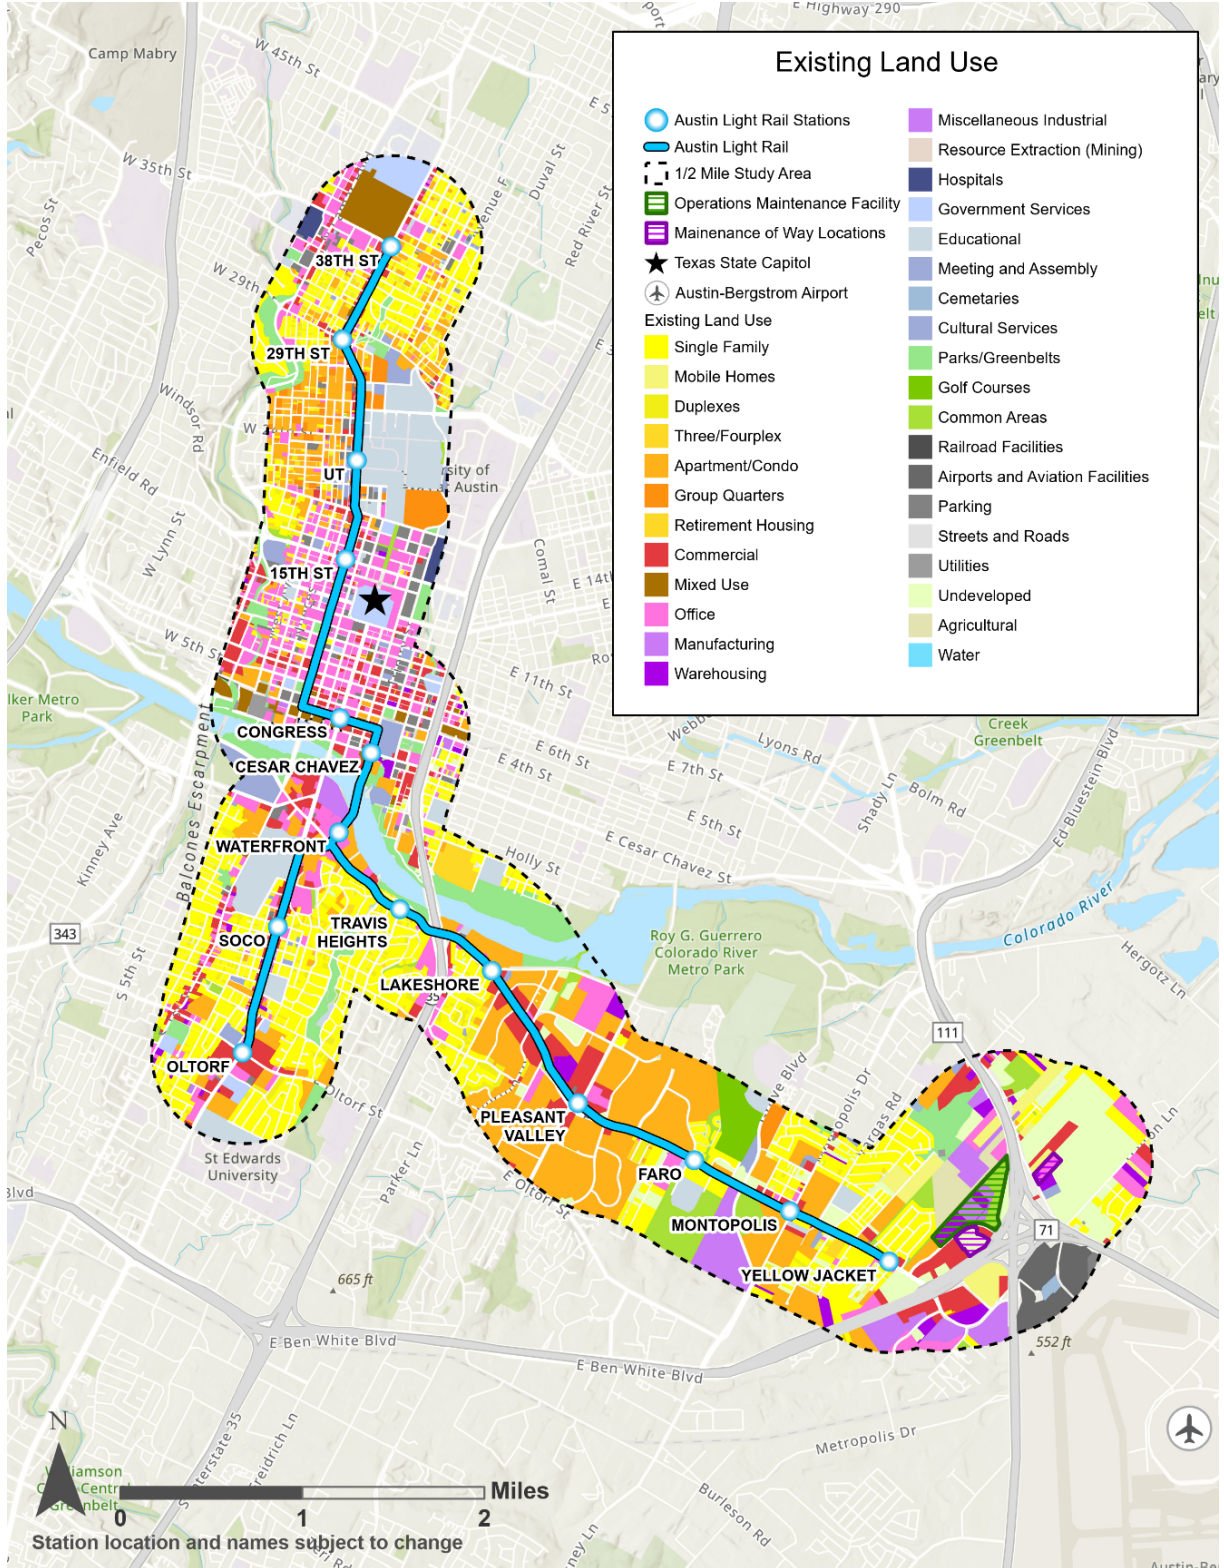 Existing Land Use
Austin Light Rail Stations
Austin Light Rail
1/2 Mile Study Area
Operations Maintenance Facility
Mainenance of Way Locations
Texas State Capitol
Austin-Bergstrom Airport
Existing Land Use
Single Family
Mobile Homes
Duplexes
Three/Fourplex
Apartment/Condo
Group Quarters
Retirement Housing
Commercial
Mixed Use
Office
Manufacturing
Warehousing
Miscellaneous Industrial
Resource Extraction (Mining)
Hospitals
Government Services
Educational
Meeting and Assembly
Cemetaries
Cultural Services
Parks/Greenbelts
Golf Courses
Common Areas
Railroad Facilities
Airports and Aviation Facilities
Parking
Streets and Roads
Utilities
Undeveloped
Agricultural
Water
E Highway 290
Camp Mabry
W 45th St
W 35th St
Duval St
Red River St
Pecos St
38TH ST
W 29th
29TH ST
Windsor Rd
Enfield Rd
UT
W Lynn St
15TH ST
Comal St
E 14th
W 5th St
E 11th St
CONGRESS
CESAR CHAVEZ
E 6th St
E 4th St
E 7th St
Lyons Rd
Creek
Greenbelt
Shady Ln
Bolm Rd
Ed Bluestein Blvd
E 5th St
E Cesar Chavez St
Holly St
Balcones Escarpment
Kinney Ave
WATERFRONT
343
S 5th St
SOCO
TRAVIS
HEIGHTS
LAKESHORE
35
Roy G. Guerrero
Colorado River
Metro Park
Colorado River
Hergotz Ln
111
OLTORF
Oltorf St
PLEASANT
VALLEY
St Edwards
University
Parker Ln
E Oltorf St
FARO
MONTOPOLIS
Vargas Rd
YELLOW JACKET
71
665 ft
552 ft
E Ben White Blvd
E Ben White Blvd
Metropolis Dr
Burleson Rd
N
0
1
2
Miles
Station location and names subject to change